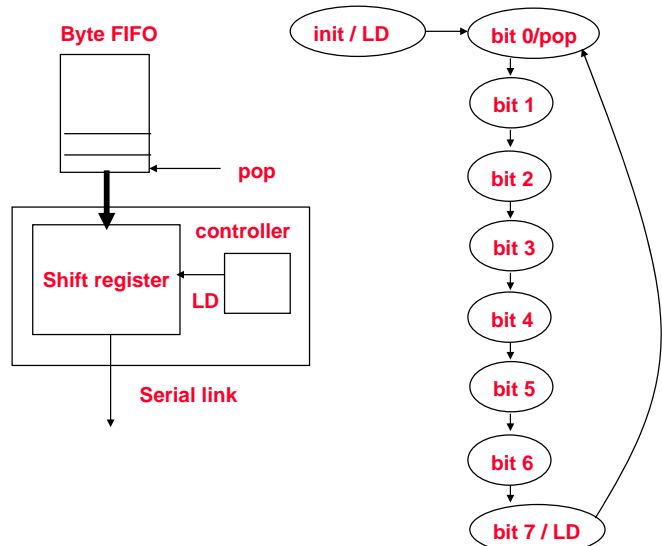 Byte FIFO
pop
controller
Shift register
LD
Serial link
init / LD
bit 0/pop
bit 1
bit 2
bit 3
bit 4
bit 5
bit 6
bit 7 / LD